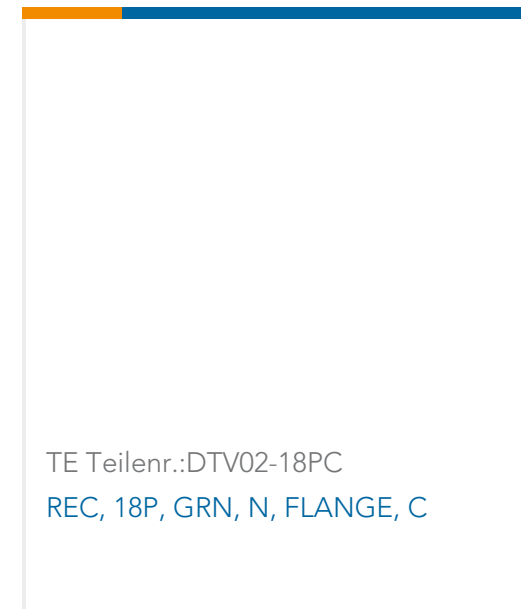 TE Teilenr.:DTV02-18PC
REC, 18P, GRN, N, FLANGE, C